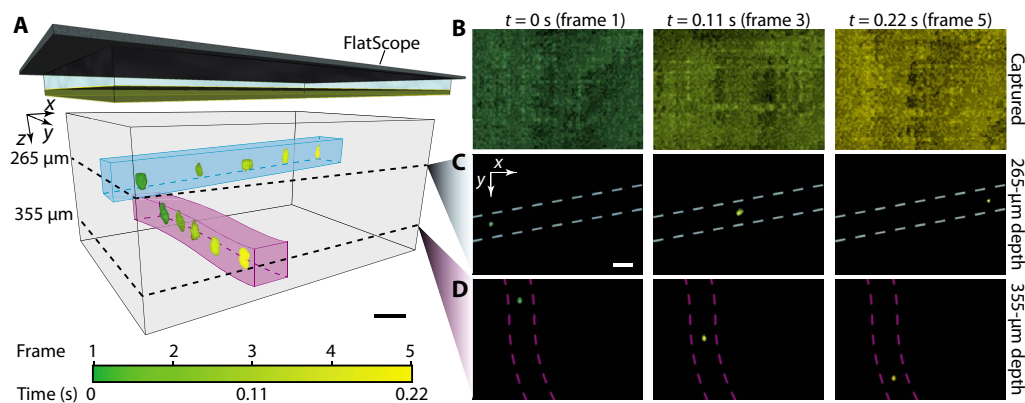 A
FlatScope
x
y
z
265 µm
355 µm
Frame 1 2 3 4 5
Time (s) 0 0.11 0.22
B
t = 0 s (frame 1) t = 0.11 s (frame 3) t = 0.22 s (frame 5)
Captured
C
x
y
265-µm depth
D
355-µm depth